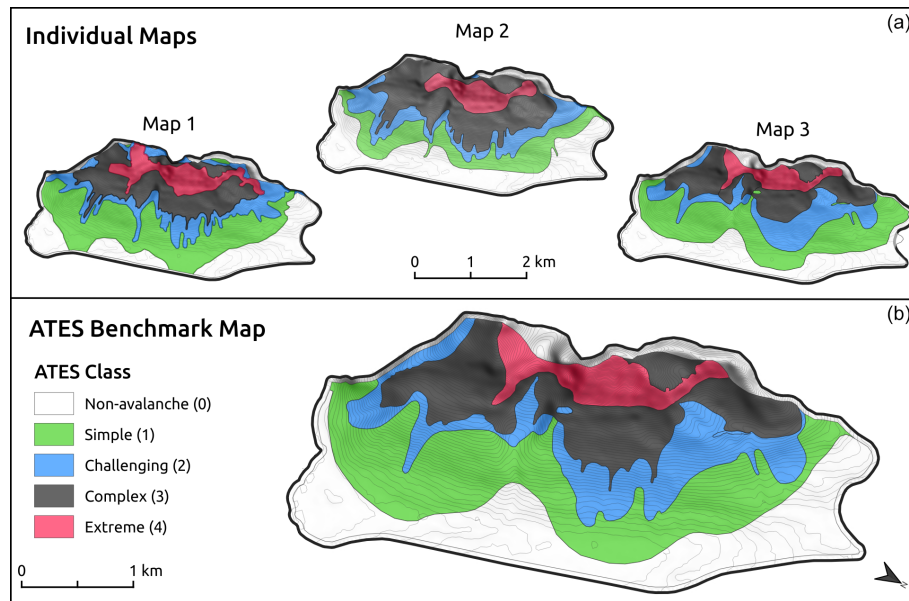 (a)
Individual Maps
Map 2
Map 1
Map 3
0 1 2 km
(b)
ATES Benchmark Map
ATES Class
Non-avalanche (0)
Simple (1)
Challenging (2)
Complex (3)
Extreme (4)
0 1 km
N